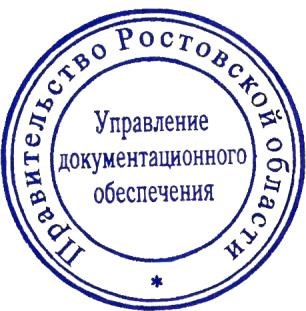 Правительство Ростовской области
Управление
документационного
обеспечения
*